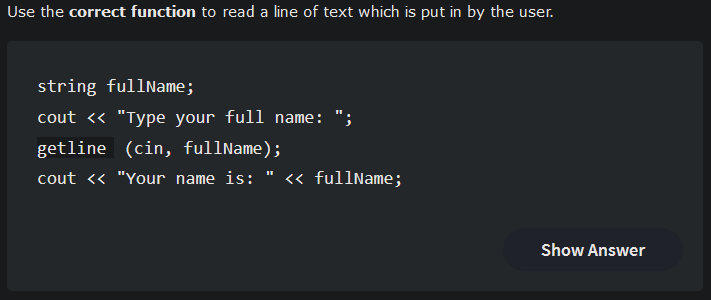 Use the correct function to read a line of text which is put in by the user.
string fullName;
cout << "Type your full name: ";
getline (cin, fullName);
cout << "Your name is: " << fullName;
Show Answer